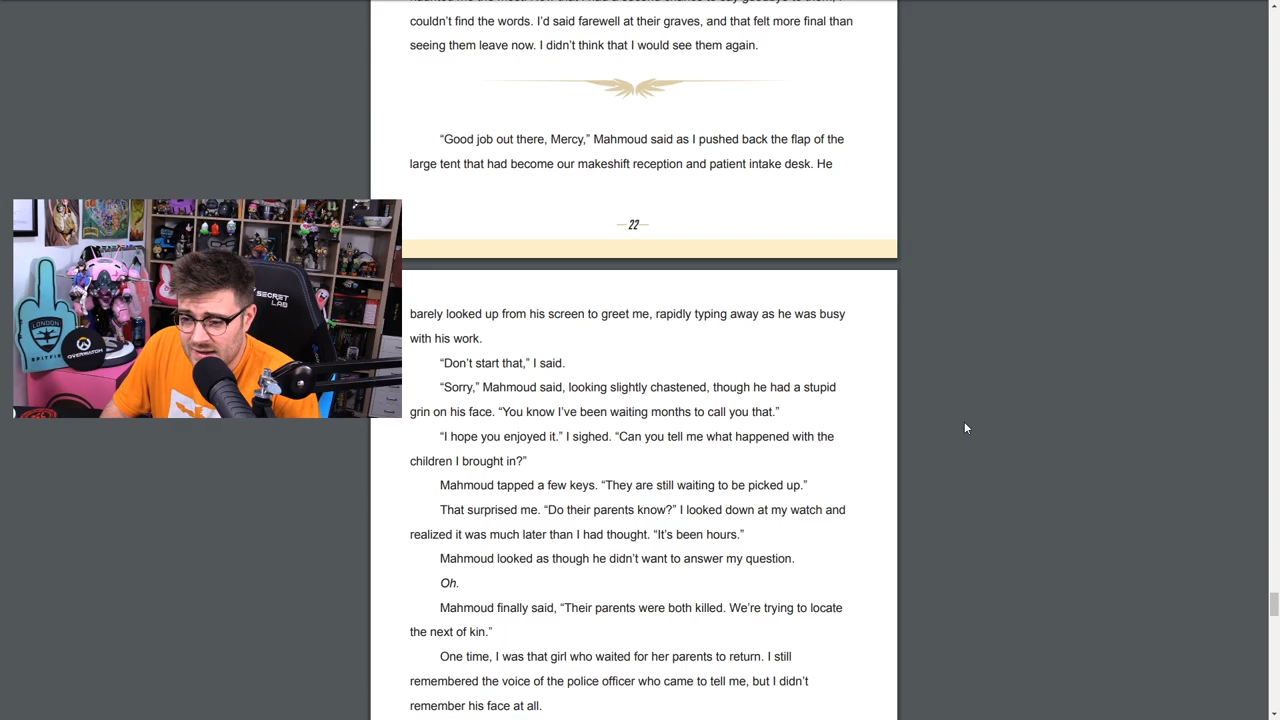 couldn’t find the words. I’d said farewell at their graves, and that felt more final than
seeing them leave now. I didn’t think that I would see them again.
“Good job out there, Mercy,” Mahmoud said as I pushed back the flap of the
large tent that had become our makeshift reception and patient intake desk. He
22
barely looked up from his screen to greet me, rapidly typing away as he was busy
with his work.
“Don’t start that,” I said.
“Sorry,” Mahmoud said, looking slightly chastened, though he had a stupid
grin on his face. “You know I’ve been waiting months to call you that.”
“I hope you enjoyed it.” I sighed. “Can you tell me what happened with the
children I brought in?”
Mahmoud tapped a few keys. “They are still waiting to be picked up.”
That surprised me. “Do their parents know?” I looked down at my watch and
realized it was much later than I had thought. “It’s been hours.”
Mahmoud looked as though he didn’t want to answer my question.
Oh.
Mahmoud finally said, “Their parents were both killed. We’re trying to locate
the next of kin.”
One time, I was that girl who waited for her parents to return. I still
remembered the voice of the police officer who came to tell me, but I didn’t
remember his face at all.
SECRET
LAB
LONDON
SPITFIRE
OVERWATCH